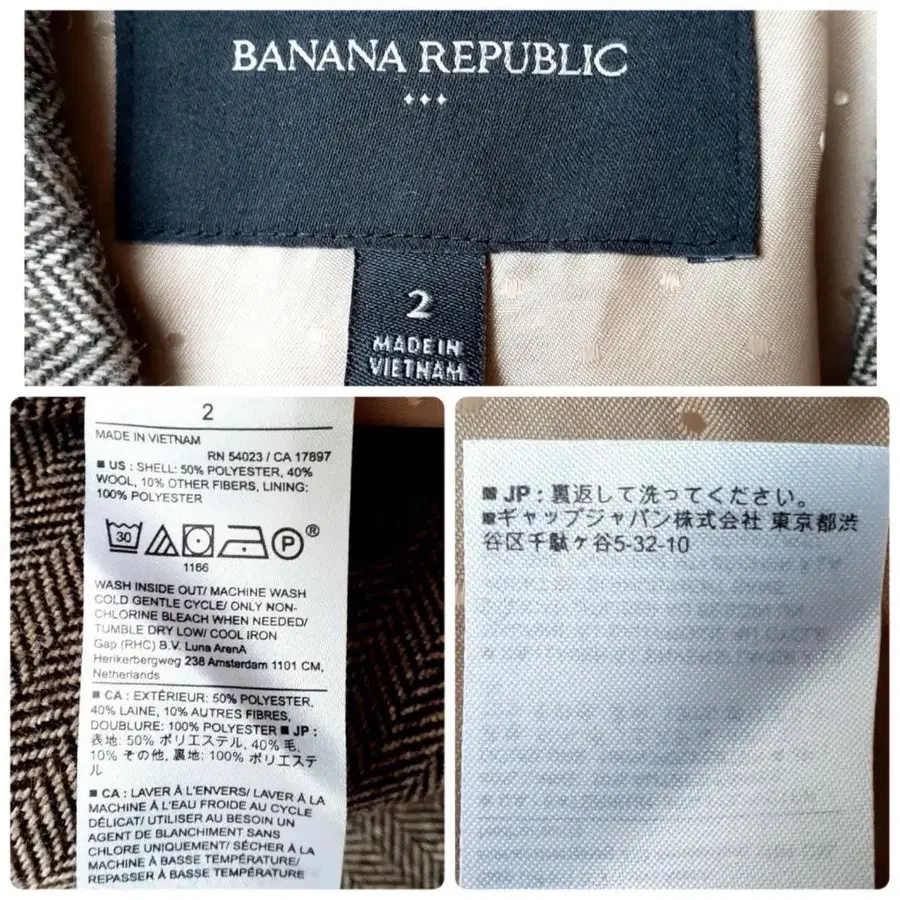 BANANA REPUBLIC
2
MADE IN
VIETNAM
2
MADE IN VIETNAM
RN 54023 / CA 17897
■ US : SHELL: 50% POLYESTER, 40%
WOOL, 10% OTHER FIBERS, LINING:
100% POLYESTER
30
P
®
1166
WASH INSIDE OUT/ MACHINE WASH
COLD GENTLE CYCLE/ ONLY NON-
CHLORINE BLEACH WHEN NEEDED/
TUMBLE DRY LOW/ COOL IRON
Gap (RHC) B.V. Luna ArenA
Herikerbergweg 238 Amsterdam 1101 CM,
Netherlands
■ CA : EXTÉRIEUR: 50% POLYESTER,
40% LAINE, 10% AUTRES FIBRES,
DOUBLURE: 100% POLYESTER ■ JP :
表地: 50% ポリエステル, 40% 毛,
10% その他, 裏地: 100% ポリエステ
ル
■ CA : LAVER À L'ENVERS/ LAVER À LA
MACHINE À L'EAU FROIDE AU CYCLE
DÉLICAT/ UTILISER AU BESOIN UN
AGENT DE BLANCHIMENT SANS
CHLORE UNIQUEMENT/ SÉCHER À LA
MACHINE À BASSE TEMPÉRATURE/
REPASSER À BASSE TEMPÉRATURE
■ JP : 裏返して洗ってください。
■ギャップジャパン株式会社 東京都渋
谷区千駄ヶ谷5-32-10